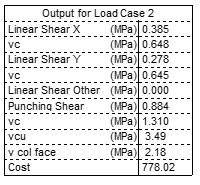 Output for Load Case 2
Linear Shear X (MPa) 0.385
vc (MPa) 0.648
Linear Shear Y (MPa) 0.278
vc (MPa) 0.645
Linear Shear Other (MPa) 0.000
Punching Shear (MPa) 0.884
vc (MPa) 1.310
vcu (MPa) 3.49
v col face (MPa) 2.18
Cost 778.02